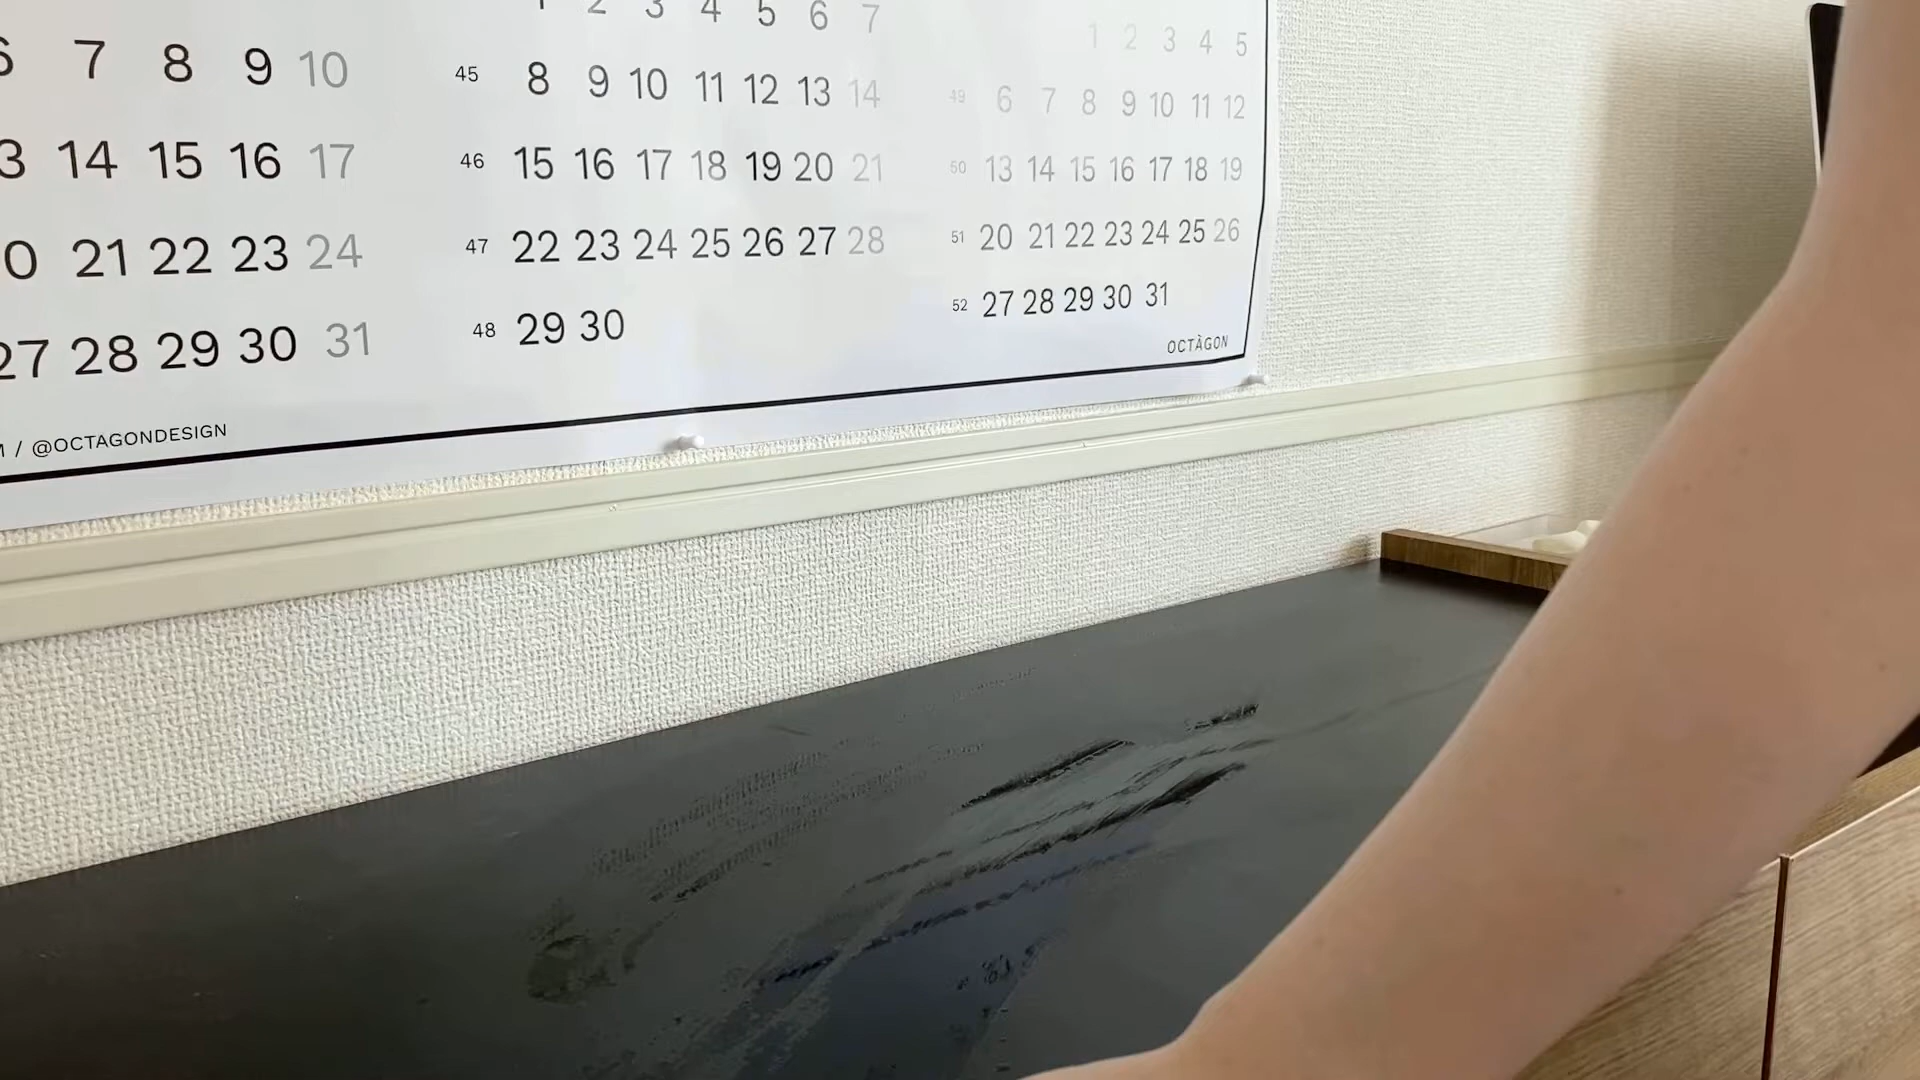 7 8 9 10
14 15 16 17
21 22 23 24
27 28 29 30 31
/ @OCTAGONDESIGN
1 2 3 4 5 6 7
45 8 9 10 11 12 13 14
46 15 16 17 18 19 20 21
47 22 23 24 25 26 27 28
48 29 30
1 2 3 4 5
49 6 7 8 9 10 11 12
50 13 14 15 16 17 18 19
51 20 21 22 23 24 25 26
52 27 28 29 30 31
OCTÀGON